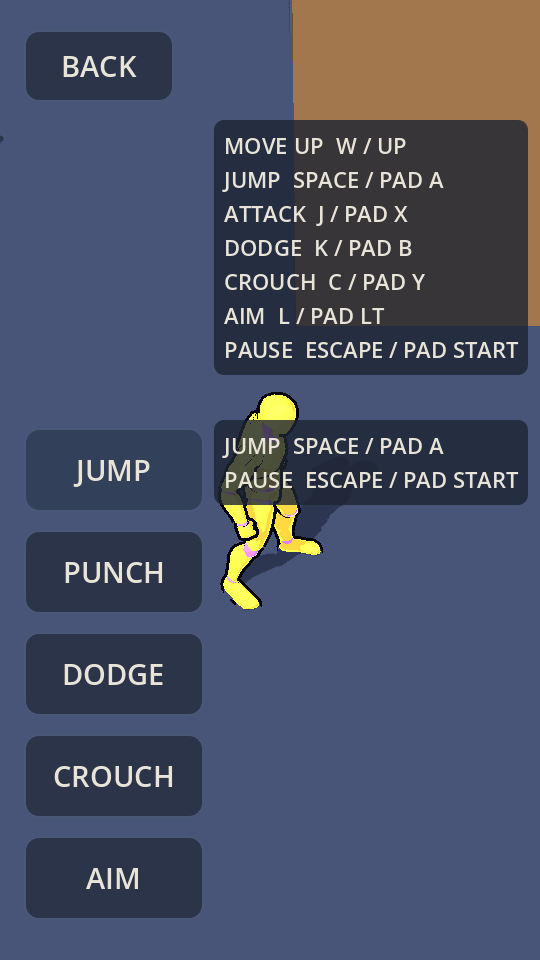 BACK
MOVE UP  W / UP
JUMP  SPACE / PAD A
ATTACK  J / PAD X
DODGE  K / PAD B
CROUCH  C / PAD Y
AIM  L / PAD LT
PAUSE  ESCAPE / PAD START
JUMP  SPACE / PAD A
PAUSE  ESCAPE / PAD START
JUMP
PUNCH
DODGE
CROUCH
AIM